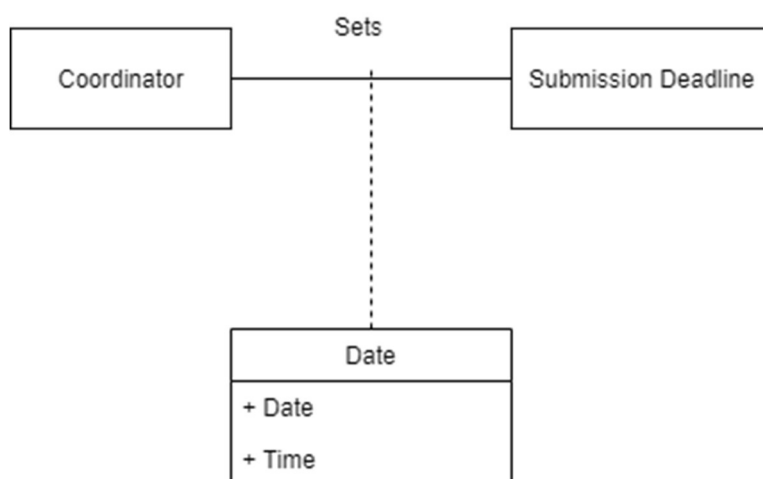 Sets
Coordinator
Submission Deadline
Date
+ Date
+ Time